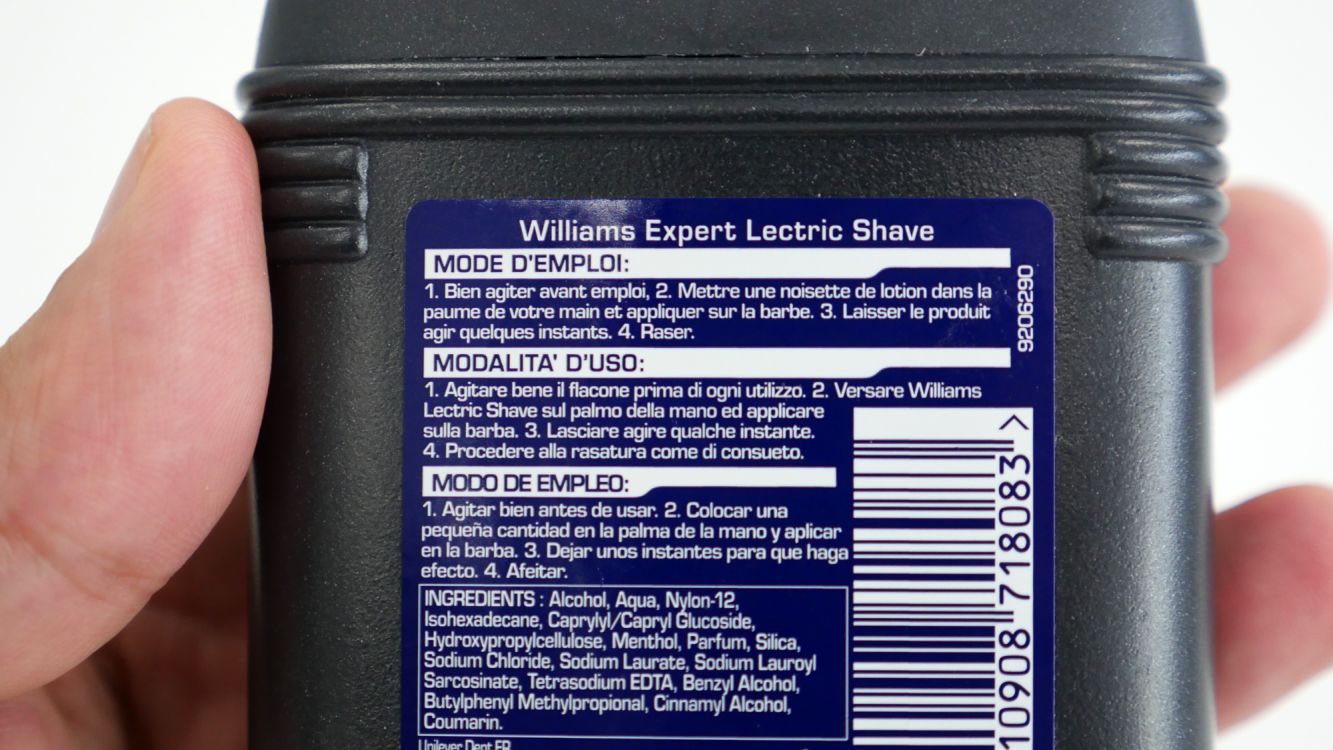 Williams Expert Lectric Shave
MODE D'EMPLOI:
1. Bien agiter avant emploi, 2. Mettre une noisette de lotion dans la
paume de votre main et appliquer sur la barbe. 3. Laisser le produit
agir quelques instants. 4. Raser.
9206290
MODALITA' D'USO:
1. Agitare bene il flacone prima di ogni utilizzo. 2. Versare Williams
Lectric Shave sul palmo della mano ed applicare
sulla barba. 3. Lasciare agire qualche instante.
4. Procedere alla rasatura come di consueto.
MODO DE EMPLEO:
1. Agitar bien antes de usar. 2. Colocar una
pequeña cantidad en la palma de la mano y aplicar
en la barba. 3. Dejar unos instantes para que haga
efecto. 4. Afeitar.
INGREDIENTS : Alcohol, Aqua, Nylon-12,
Isohexadecane, Caprylyl/Capryl Glucoside,
Hydroxypropylcellulose, Menthol, Parfum, Silica,
Sodium Chloride, Sodium Laurate, Sodium Lauroyl
Sarcosinate, Tetrasodium EDTA, Benzyl Alcohol,
Butylphenyl Methylpropional, Cinnamyl Alcohol,
Coumarin.
10908 718083 >
Unilever Dent FR